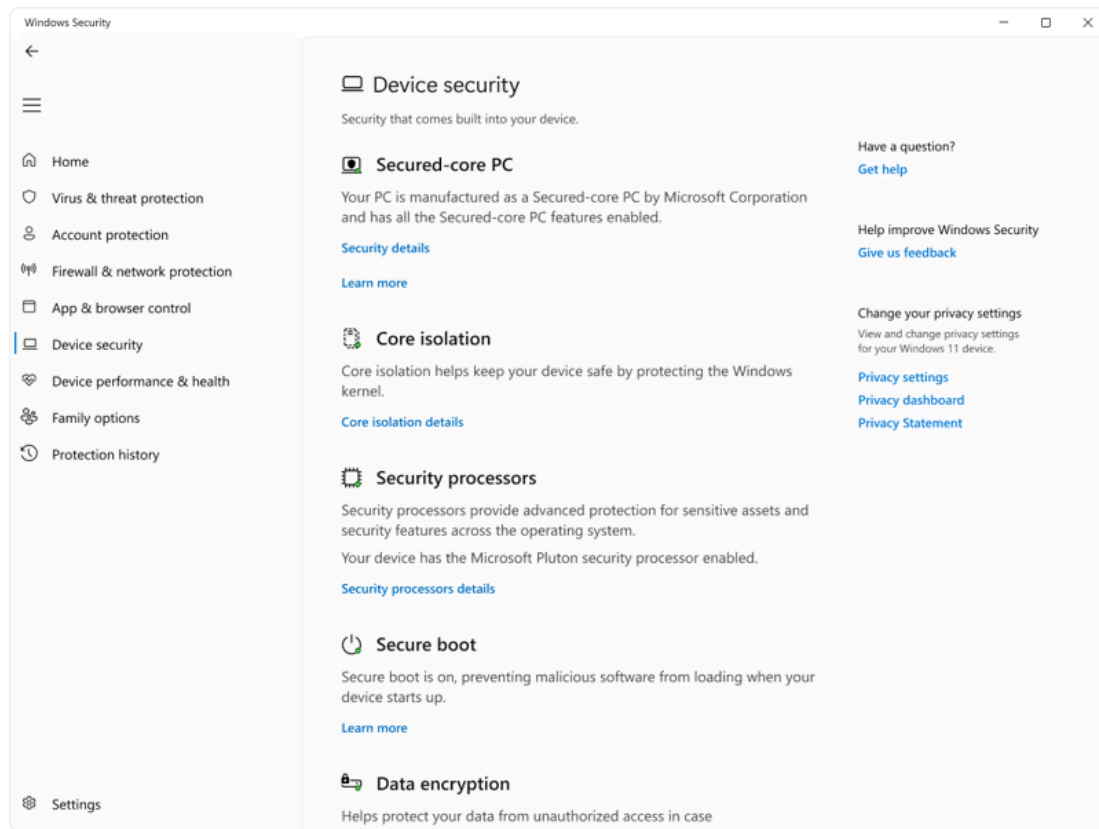 Windows Security
Home
Virus & threat protection
Account protection
Firewall & network protection
App & browser control
Device security
Device performance & health
Family options
Protection history
Settings
Device security
Security that comes built into your device.
Secured-core PC
Your PC is manufactured as a Secured-core PC by Microsoft Corporation
and has all the Secured-core PC features enabled.
Security details
Learn more
Core isolation
Core isolation helps keep your device safe by protecting the Windows
kernel.
Core isolation details
Security processors
Security processors provide advanced protection for sensitive assets and
security features across the operating system.
Your device has the Microsoft Pluton security processor enabled.
Security processors details
Secure boot
Secure boot is on, preventing malicious software from loading when your
device starts up.
Learn more
Data encryption
Helps protect your data from unauthorized access in case
Have a question?
Get help
Help improve Windows Security
Give us feedback
Change your privacy settings
View and change privacy settings
for your Windows 11 device.
Privacy settings
Privacy dashboard
Privacy Statement